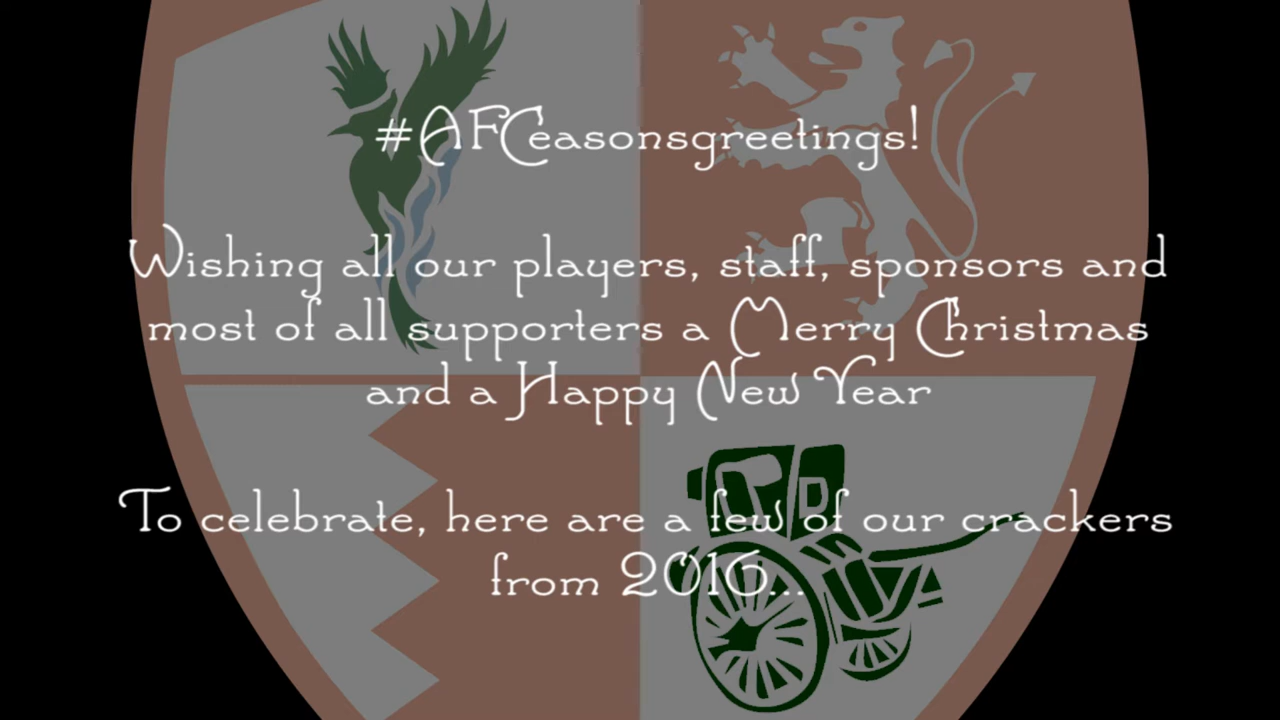 #AFCeasonsgreetings!
Wishing all our players, staff, sponsors and
most of all supporters a Merry Christmas
and a Happy New Year
To celebrate, here are a few of our crackers
from 2016...